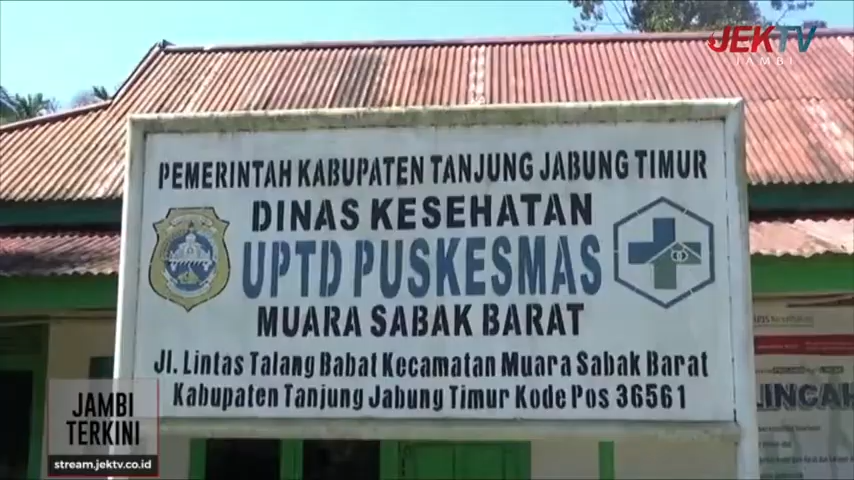 JEKTV
JAMBI
PEMERINTAH KABUPATEN TANJUNG JABUNG TIMUR
DINAS KESEHATAN
UPTD PUSKESMAS
MUARA SABAK BARAT
Jl. Lintas Talang Babat Kecamatan Muara Sabak Barat
Kabupaten Tanjung Jabung Timur Kode Pos 36561
JAMBI
TERKINI
stream.jektv.co.id